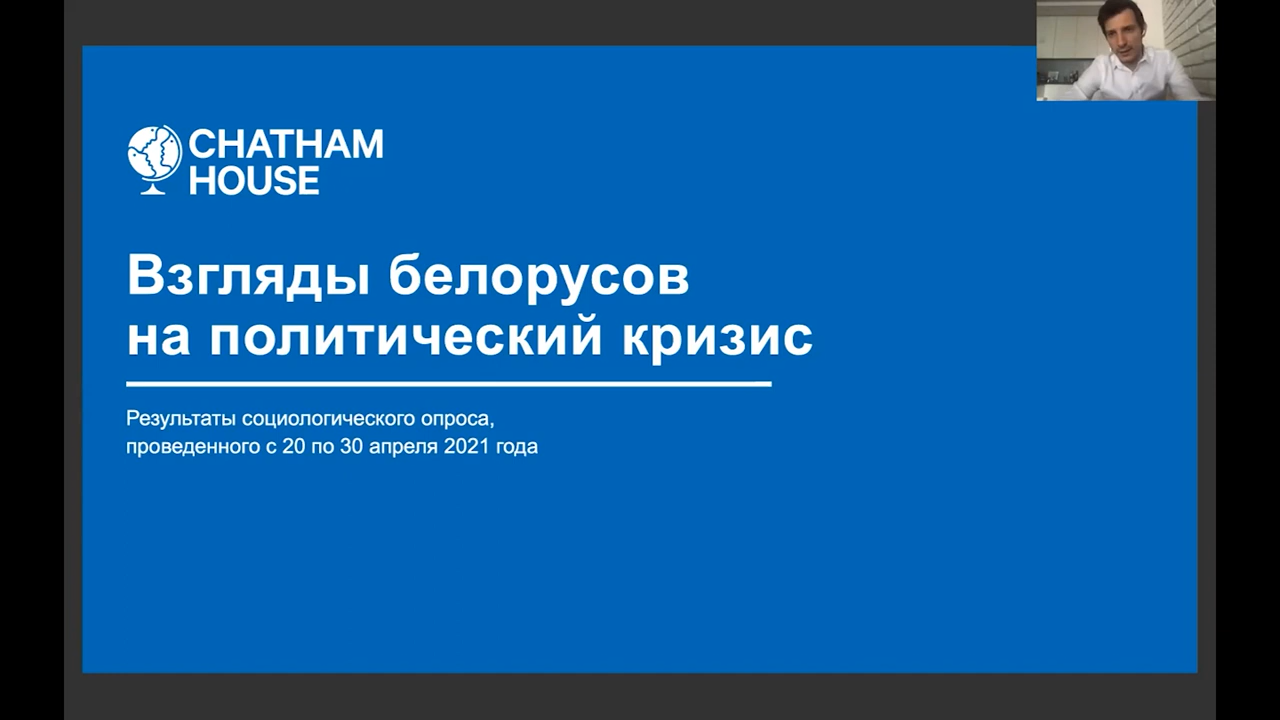 CHATHAM
HOUSE
Взгляды белорусов
на политический кризис
Результаты социологического опроса,
проведенного с 20 по 30 апреля 2021 года